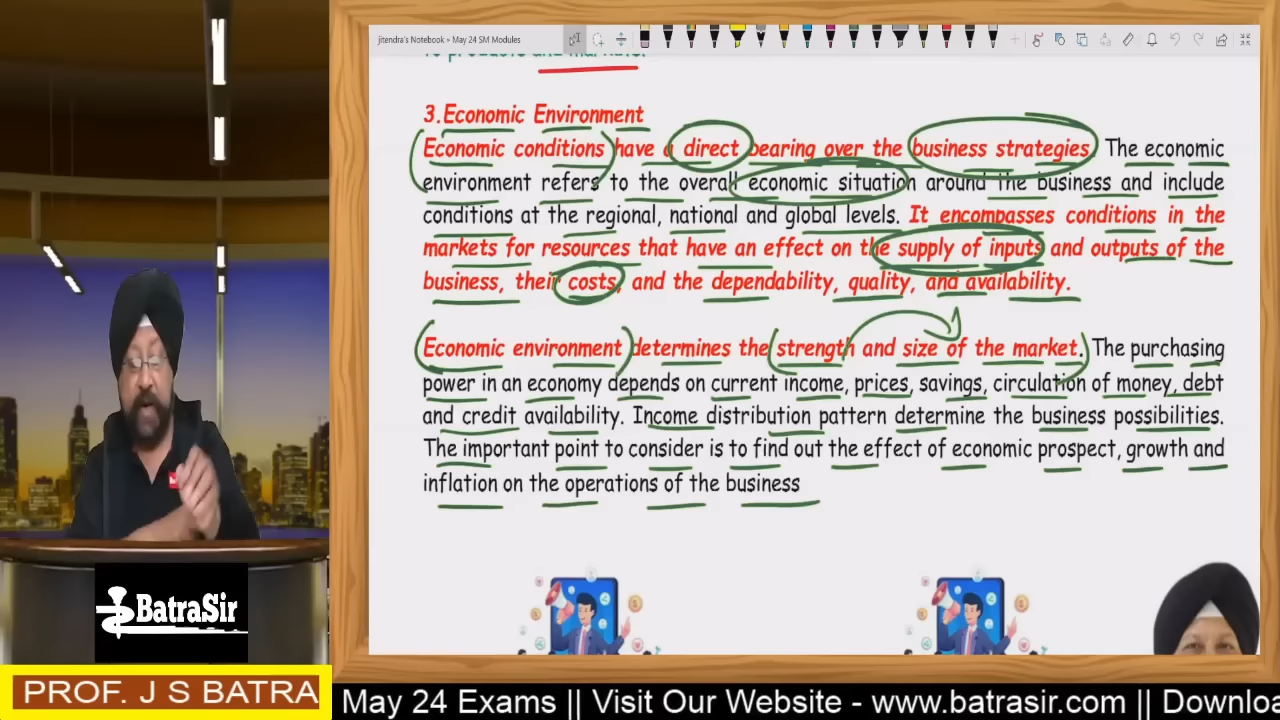 jitendra's Notebook » May 24 SM Modules
to products and markets.
3.Economic Environment
Economic conditions have a direct bearing over the business strategies The economic
environment refers to the overall economic situation around the business and include
conditions at the regional, national and global levels. It encompasses conditions in the
markets for resources that have an effect on the supply of inputs and outputs of the
business, their costs, and the dependability, quality, and availability.
Economic environment determines the strength and size of the market. The purchasing
power in an economy depends on current income, prices, savings, circulation of money, debt
and credit availability. Income distribution pattern determine the business possibilities.
The important point to consider is to find out the effect of economic prospect, growth and
inflation on the operations of the business
BatraSir
PROF. J S BATRA
May 24 Exams || Visit Our Website - www.batrasir.com || Downloa